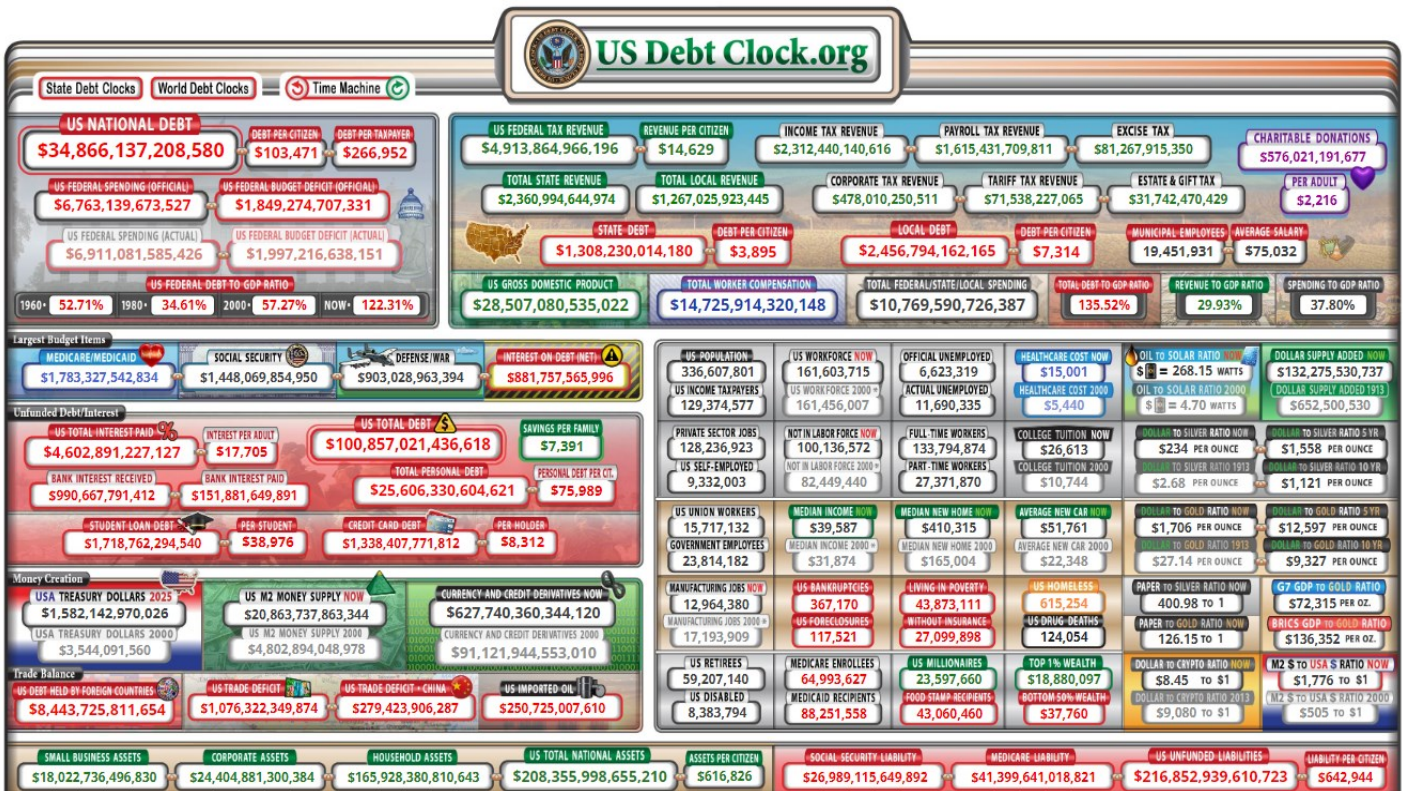 US Debt Clock.org
State Debt Clocks World Debt Clocks Time Machine
US NATIONAL DEBT DEBT PER CITIZEN DEBT PER TAXPAYER
$34,866,137,208,580 $103,471 $266,952
US FEDERAL SPENDING (OFFICIAL) US FEDERAL BUDGET DEFICIT (OFFICIAL)
$6,763,139,673,527 $1,849,274,707,331
US FEDERAL SPENDING (ACTUAL) US FEDERAL BUDGET DEFICIT (ACTUAL)
$6,911,081,585,426 $1,997,216,638,151
US FEDERAL DEBT TO GDP RATIO
1960• 52.71% 1980• 34.61% 2000• 57.27% NOW• 122.31%
US FEDERAL TAX REVENUE REVENUE PER CITIZEN INCOME TAX REVENUE PAYROLL TAX REVENUE EXCISE TAX CHARITABLE DONATIONS
$4,913,864,966,196 $14,629 $2,312,440,140,616 $1,615,431,709,811 $81,267,915,350 $576,021,191,677
TOTAL STATE REVENUE TOTAL LOCAL REVENUE CORPORATE TAX REVENUE TARIFF TAX REVENUE ESTATE & GIFT TAX PER ADULT
$2,360,994,644,974 $1,267,025,923,445 $478,010,250,511 $71,538,227,065 $31,742,470,429 $2,216
STATE DEBT DEBT PER CITIZEN LOCAL DEBT DEBT PER CITIZEN MUNICIPAL EMPLOYEES AVERAGE SALARY
$1,308,230,014,180 $3,895 $2,456,794,162,165 $7,314 19,451,931 $75,032
US GROSS DOMESTIC PRODUCT TOTAL WORKER COMPENSATION TOTAL FEDERAL/STATE/LOCAL SPENDING TOTAL DEBT TO GDP RATIO REVENUE TO GDP RATIO SPENDING TO GDP RATIO
$28,507,080,535,022 $14,725,914,320,148 $10,769,590,726,387 135.52% 29.93% 37.80%
Largest Budget Items
MEDICARE/MEDICAID SOCIAL SECURITY DEFENSE/WAR INTEREST ON DEBT (NET)
$1,783,327,542,834 $1,448,069,854,950 $903,028,963,394 $881,757,565,996
Unfunded Debt/Interest
US TOTAL INTEREST PAID INTEREST PER ADULT US TOTAL DEBT SAVINGS PER FAMILY
$4,602,891,227,127 $17,705 $100,857,021,436,618 $7,391
BANK INTEREST RECEIVED BANK INTEREST PAID TOTAL PERSONAL DEBT PERSONAL DEBT PER CIT.
$990,667,791,412 $151,881,649,891 $25,606,330,604,621 $75,989
STUDENT LOAN DEBT PER STUDENT CREDIT CARD DEBT PER HOLDER
$1,718,762,294,540 $38,976 $1,338,407,771,812 $8,312
Money Creation
USA TREASURY DOLLARS 2025 US M2 MONEY SUPPLY NOW CURRENCY AND CREDIT DERIVATIVES NOW
$1,582,142,970,026 $20,863,737,863,344 $627,740,360,344,120
USA TREASURY DOLLARS 2000 US M2 MONEY SUPPLY 2000 CURRENCY AND CREDIT DERIVATIVES 2000
$3,544,091,560 $4,802,894,048,978 $91,121,944,553,010
Trade Balance
US DEBT HELD BY FOREIGN COUNTRIES US TRADE DEFICIT US TRADE DEFICIT • CHINA US IMPORTED OIL
$8,443,725,811,654 $1,076,322,349,874 $279,423,906,287 $250,725,007,610
US POPULATION US WORKFORCE NOW OFFICIAL UNEMPLOYED HEALTHCARE COST NOW OIL TO SOLAR RATIO NOW DOLLAR SUPPLY ADDED NOW
336,607,801 161,603,715 6,623,319 $15,001 $ = 268.15 WATTS $132,275,530,737
US INCOME TAXPAYERS US WORKFORCE 2000 ACTUAL UNEMPLOYED HEALTHCARE COST 2000 OIL TO SOLAR RATIO 2000 DOLLAR SUPPLY ADDED 1913
129,374,577 161,456,007 11,690,335 $5,440 $ = 4.70 WATTS $652,500,530
PRIVATE SECTOR JOBS NOT IN LABOR FORCE NOW FULL-TIME WORKERS COLLEGE TUITION NOW DOLLAR TO SILVER RATIO NOW DOLLAR TO SILVER RATIO 5 YR
128,236,923 100,136,572 133,794,874 $26,613 $234 PER OUNCE $1,558 PER OUNCE
US SELF-EMPLOYED NOT IN LABOR FORCE 2000 PART-TIME WORKERS COLLEGE TUITION 2000 DOLLAR TO SILVER RATIO 1913 DOLLAR TO SILVER RATIO 10 YR
9,332,003 82,449,440 27,371,870 $10,744 $2.68 PER OUNCE $1,121 PER OUNCE
US UNION WORKERS MEDIAN INCOME NOW MEDIAN NEW HOME NOW AVERAGE NEW CAR NOW DOLLAR TO GOLD RATIO NOW DOLLAR TO GOLD RATIO 5 YR
15,717,132 $39,587 $410,315 $51,761 $1,706 PER OUNCE $12,597 PER OUNCE
GOVERNMENT EMPLOYEES MEDIAN INCOME 2000 MEDIAN NEW HOME 2000 AVERAGE NEW CAR 2000 DOLLAR TO GOLD RATIO 1913 DOLLAR TO GOLD RATIO 10 YR
23,814,182 $31,874 $165,004 $22,348 $27.14 PER OUNCE $9,327 PER OUNCE
MANUFACTURING JOBS NOW US BANKRUPTCIES LIVING IN POVERTY US HOMELESS PAPER TO SILVER RATIO NOW G7 GDP to GOLD RATIO
12,964,380 367,170 43,873,111 615,254 400.98 TO 1 $72,315 PER OZ.
MANUFACTURING JOBS 2000 US FORECLOSURES WITHOUT INSURANCE US DRUG DEATHS PAPER TO GOLD RATIO NOW BRICS GDP to GOLD RATIO
17,193,909 117,521 27,099,898 124,054 126.15 TO 1 $136,352 PER OZ.
US RETIREES MEDICARE ENROLLEES US MILLIONAIRES TOP 1% WEALTH DOLLAR TO CRYPTO RATIO NOW M2 $ TO USA $ RATIO NOW
59,207,140 64,993,627 23,597,660 $18,880,097 $8.45 TO $1 $1,776 TO $1
US DISABLED MEDICAID RECIPIENTS FOOD STAMP RECIPIENTS BOTTOM 50% WEALTH DOLLAR TO CRYPTO RATIO 2013 M2 $ TO USA $ RATIO 2000
8,383,794 88,251,558 43,060,460 $37,760 $9,080 TO $1 $505 TO $1
SMALL BUSINESS ASSETS CORPORATE ASSETS HOUSEHOLD ASSETS US TOTAL NATIONAL ASSETS ASSETS PER CITIZEN SOCIAL SECURITY LIABILITY MEDICARE LIABILITY US UNFUNDED LIABILITIES LIABILITY PER CITIZEN
$18,022,736,496,830 $24,404,881,300,384 $165,928,380,810,643 $208,355,998,655,210 $616,826 $26,989,115,649,892 $41,399,641,018,821 $216,852,939,610,723 $642,944